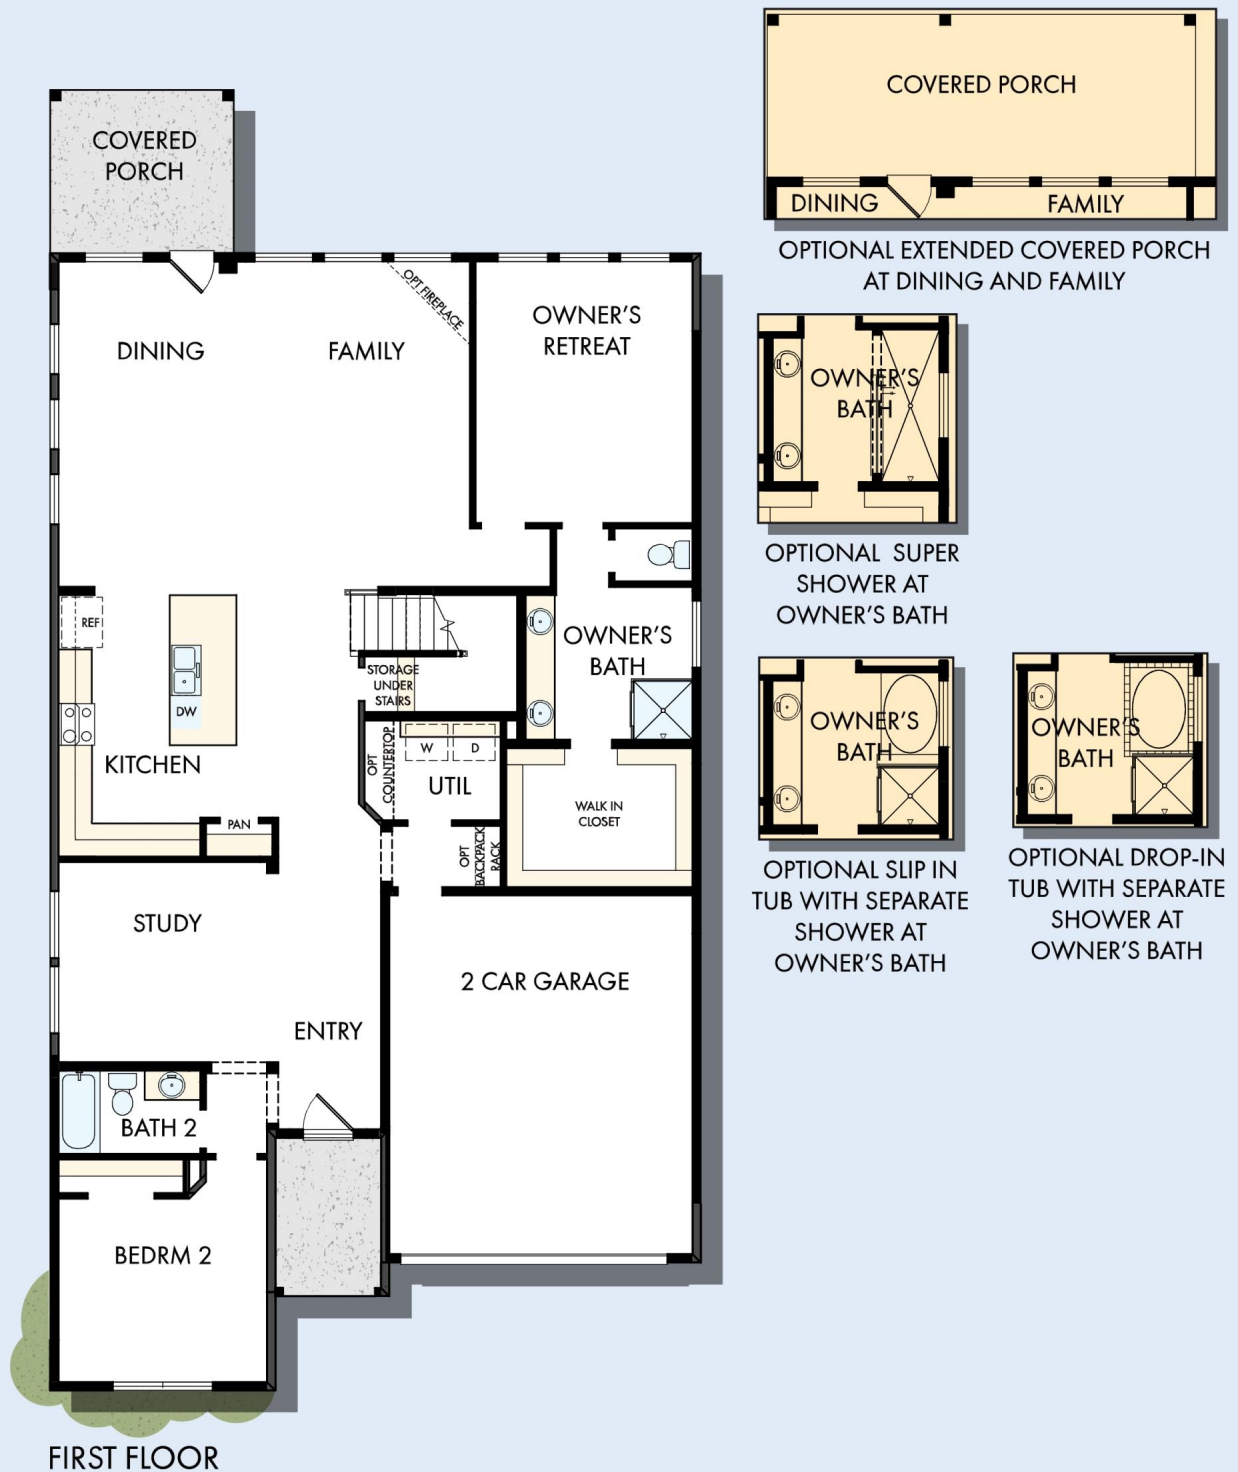 COVERED
PORCH
DINING
FAMILY
OPT FIREPLACE
OWNER'S
RETREAT
REF
DW
KITCHEN
PAN
STORAGE
UNDER
STAIRS
OPT
COUNTERTOP
W
D
UTIL
OPT
BACKPACK
RACK
OWNER'S
BATH
WALK IN
CLOSET
STUDY
ENTRY
2 CAR GARAGE
BATH 2
BEDRM 2
FIRST FLOOR
COVERED PORCH
DINING
FAMILY
OPTIONAL EXTENDED COVERED PORCH
AT DINING AND FAMILY
OWNER'S
BATH
OPTIONAL SUPER
SHOWER AT
OWNER'S BATH
OWNER'S
BATH
OPTIONAL SLIP IN
TUB WITH SEPARATE
SHOWER AT
OWNER'S BATH
OWNER'S
BATH
OPTIONAL DROP-IN
TUB WITH SEPARATE
SHOWER AT
OWNER'S BATH